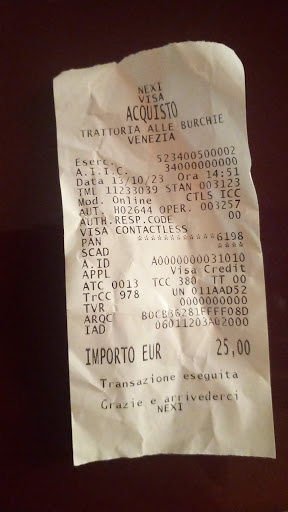 NEXI
VISA
ACQUISTO
TRATTORIA ALLE BURCHIE
VENEZIA
Eserc. 523400500002
A.I.I.C. 34000000000
Data 13/10/23 Ora 14:51
TML 11233039 STAN 003123
Mod. Online CTLS ICC
AUT. H02644 OPER. 003257
AUTH.RESP.CODE 00
VISA CONTACTLESS
PAN ************6198
SCAD ****
A.ID A0000000031010
APPL Visa Credit
ATC 0013 TCC 380 TT 00
TrCC 978 UN 011AAD52
TVR 0000000000
ARQC B0CB36281FFFF08D
IAD 06011203A02000
IMPORTO EUR 25,00
Transazione eseguita
Grazie e arrivederci
NEXI